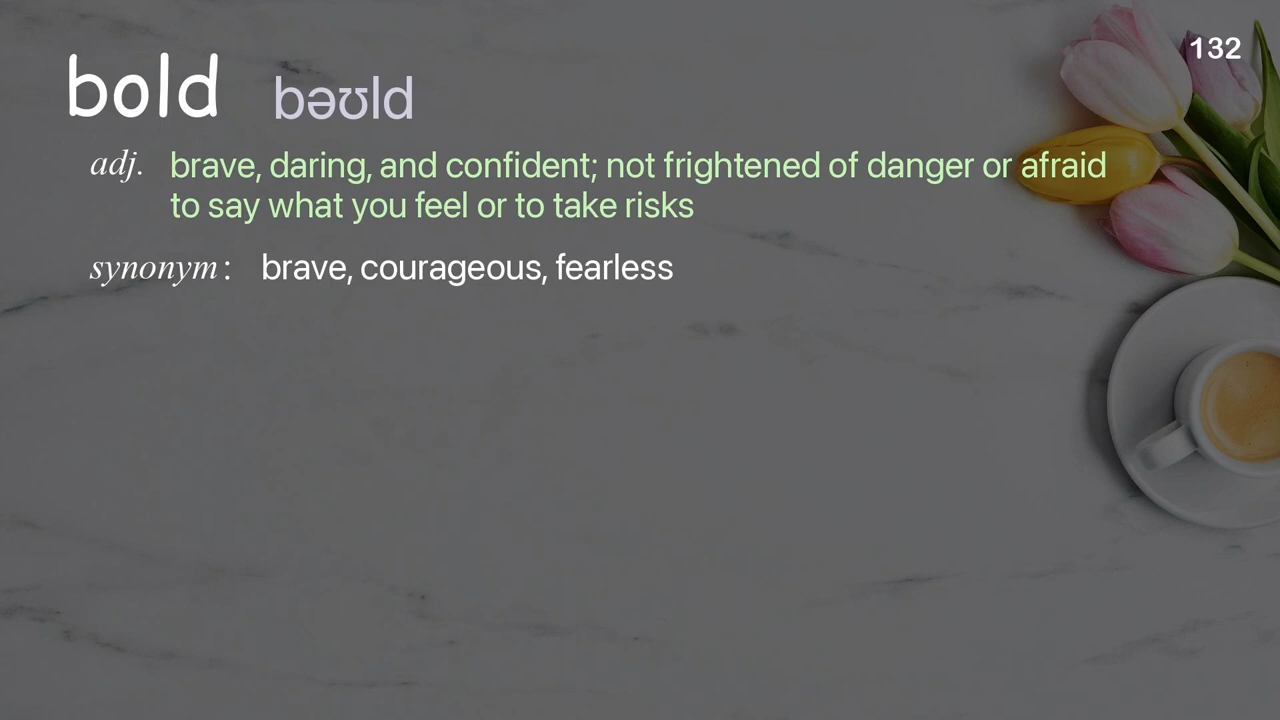 132
bold bəʊld
adj. brave, daring, and confident; not frightened of danger or afraid
to say what you feel or to take risks
synonym: brave, courageous, fearless